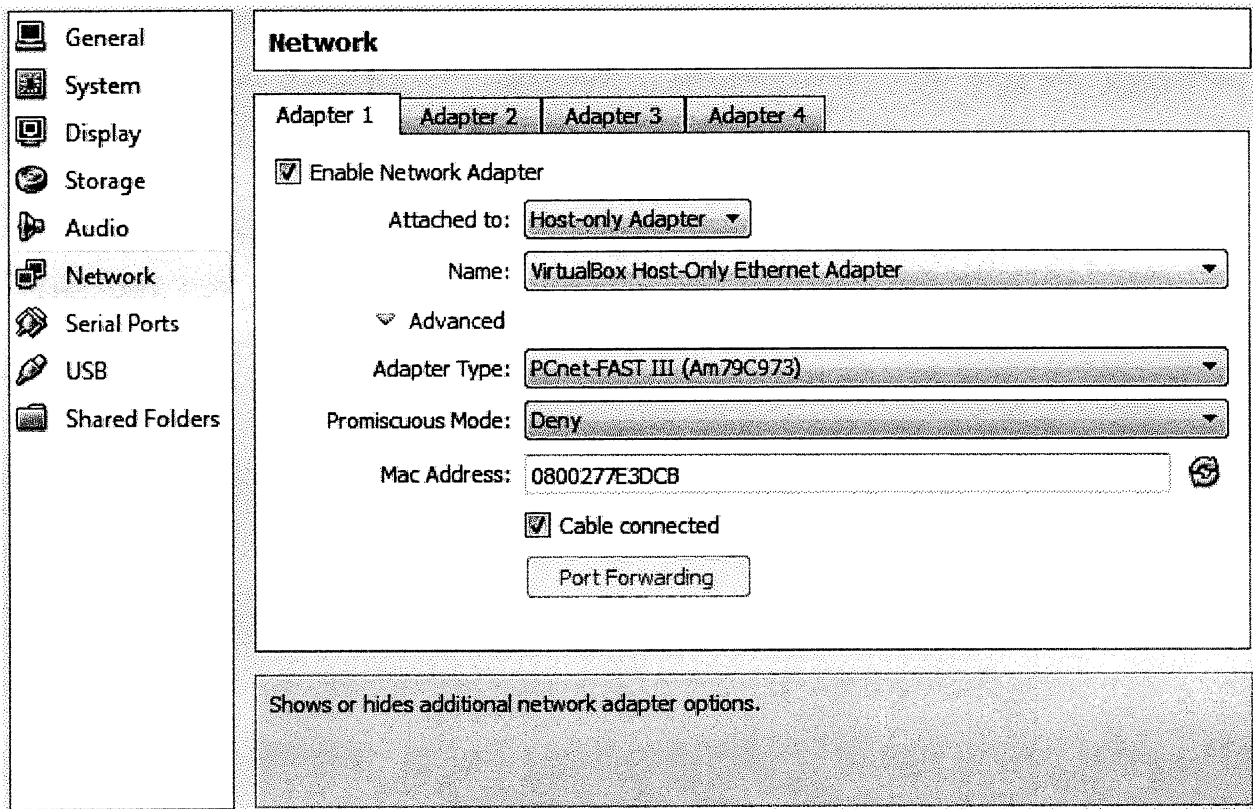 General
System
Display
Storage
Audio
Network
Serial Ports
USB
Shared Folders
Network
Adapter 1 Adapter 2 Adapter 3 Adapter 4
Enable Network Adapter
Attached to: Host-only Adapter
Name: VirtualBox Host-Only Ethernet Adapter
Advanced
Adapter Type: PCnet-FAST III (Am79C973)
Promiscuous Mode: Deny
Mac Address: 0800277E3DCB
Cable connected
Port Forwarding
Shows or hides additional network adapter options.